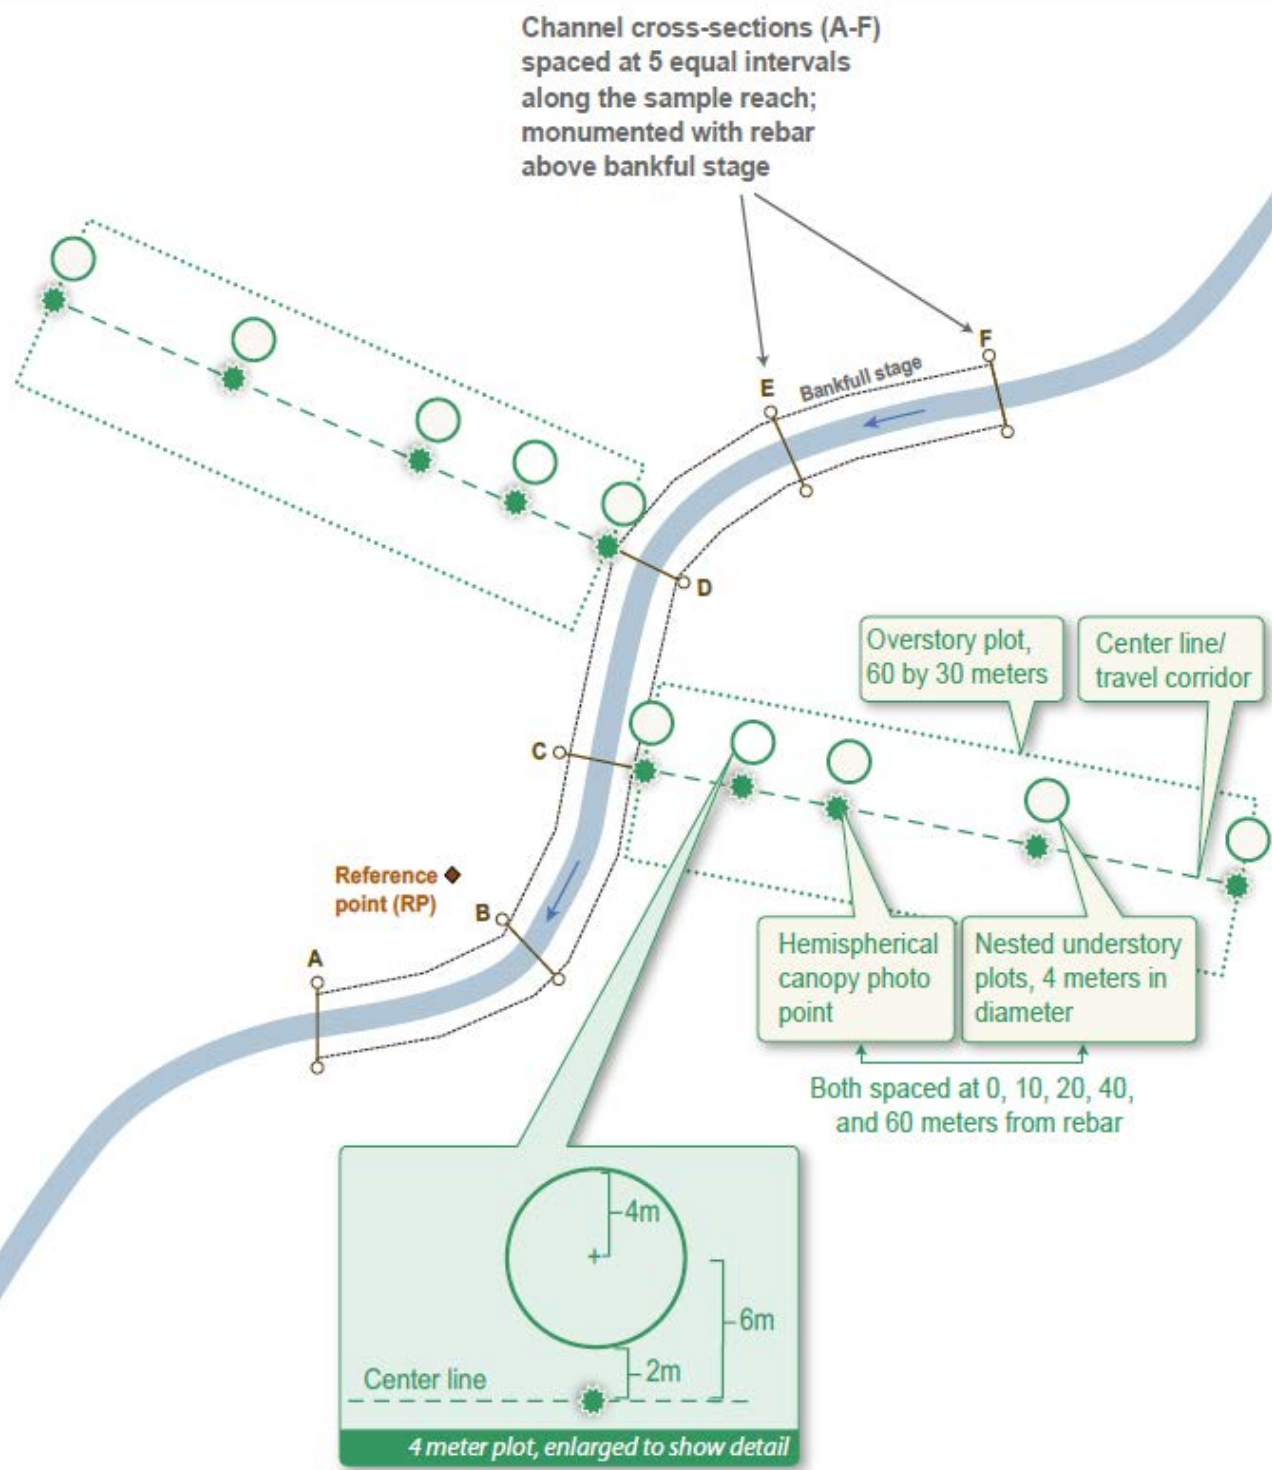 Channel cross-sections (A-F)
spaced at 5 equal intervals
along the sample reach;
monumented with rebar
above bankful stage
F
Bankfull stage
E
D
Overstory plot,
60 by 30 meters
Center line/
travel corridor
C
Reference
point (RP)
B
A
Hemispherical
canopy photo
point
Nested understory
plots, 4 meters in
diameter
Both spaced at 0, 10, 20, 40,
and 60 meters from rebar
4m
+
6m
2m
Center line
4 meter plot, enlarged to show detail